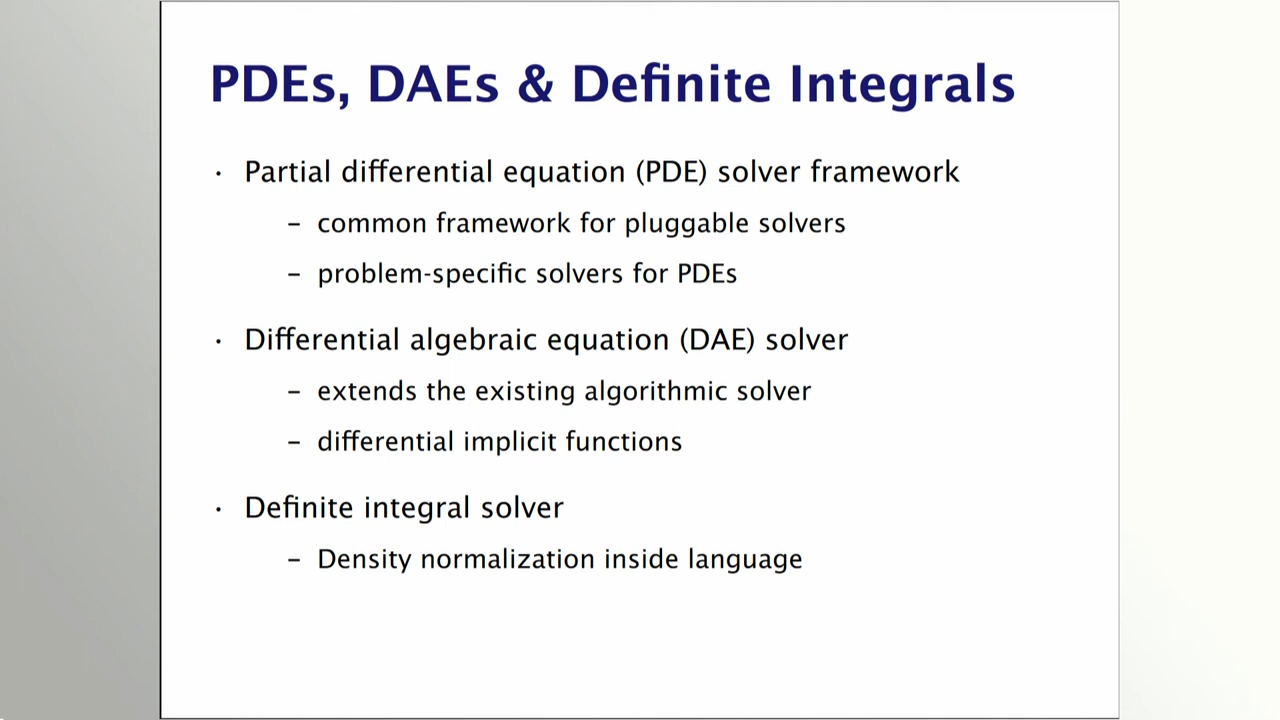 PDEs, DAEs & Definite Integrals
· Partial differential equation (PDE) solver framework
– common framework for pluggable solvers
– problem-specific solvers for PDEs
· Differential algebraic equation (DAE) solver
– extends the existing algorithmic solver
– differential implicit functions
· Definite integral solver
– Density normalization inside language